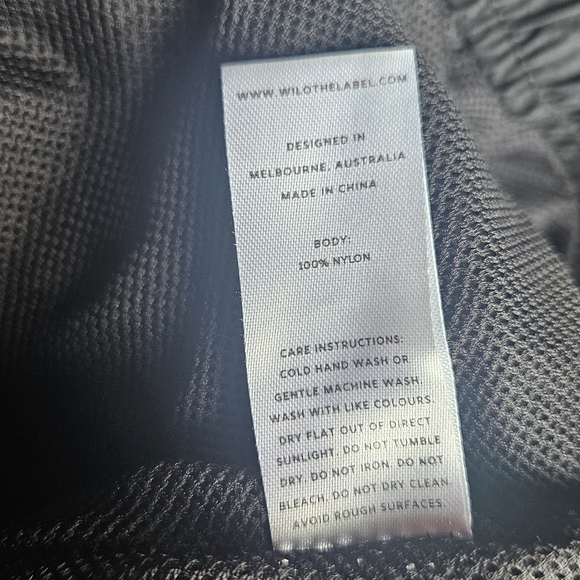 WWW.WILOTHELABEL.COM
DESIGNED IN
MELBOURNE, AUSTRALIA
MADE IN CHINA
BODY:
100% NYLON
CARE INSTRUCTIONS:
COLD HAND WASH OR
GENTLE MACHINE WASH.
WASH WITH LIKE COLOURS.
DRY FLAT OUT OF DIRECT
SUNLIGHT. DO NOT TUMBLE
DRY. DO NOT IRON. DO NOT
BLEACH. DO NOT DRY CLEAN.
AVOID ROUGH SURFACES.